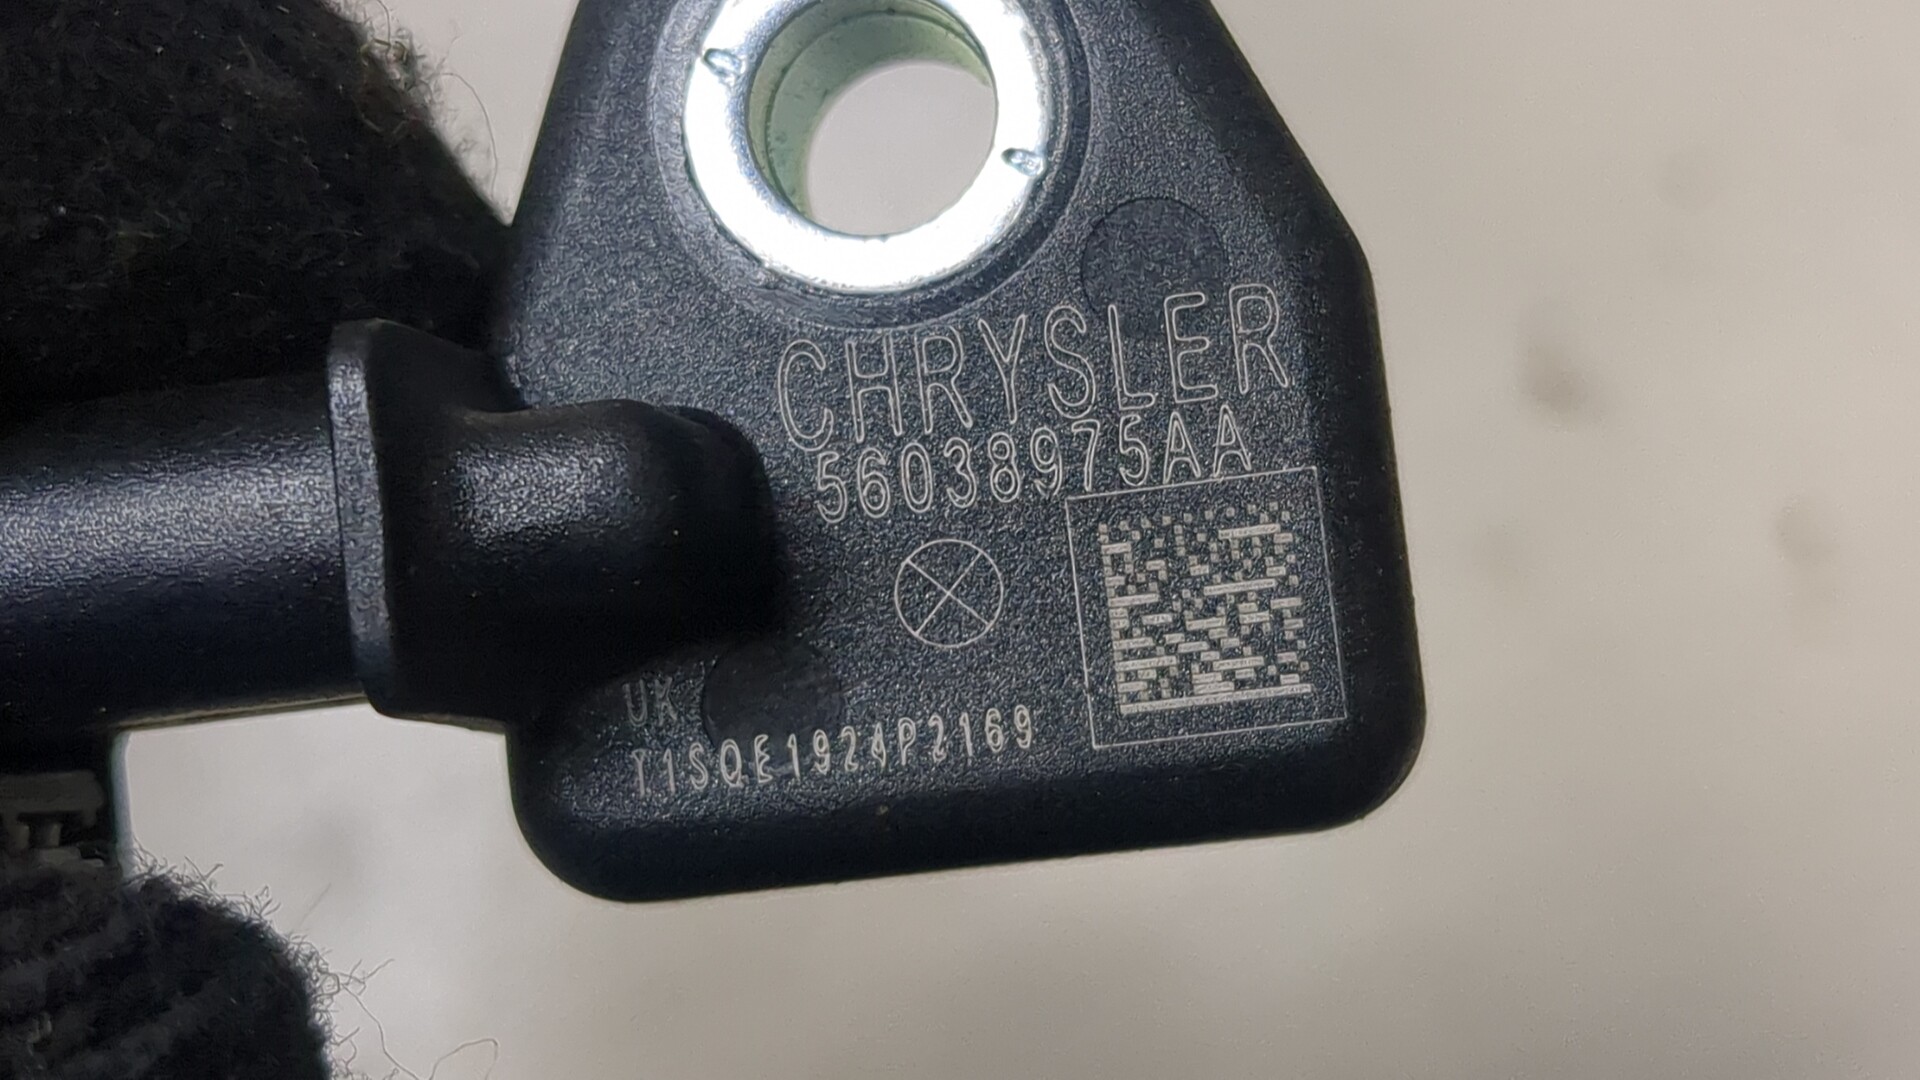 CHRYSLER
56038975AA
UK
T1SQE1924P2169